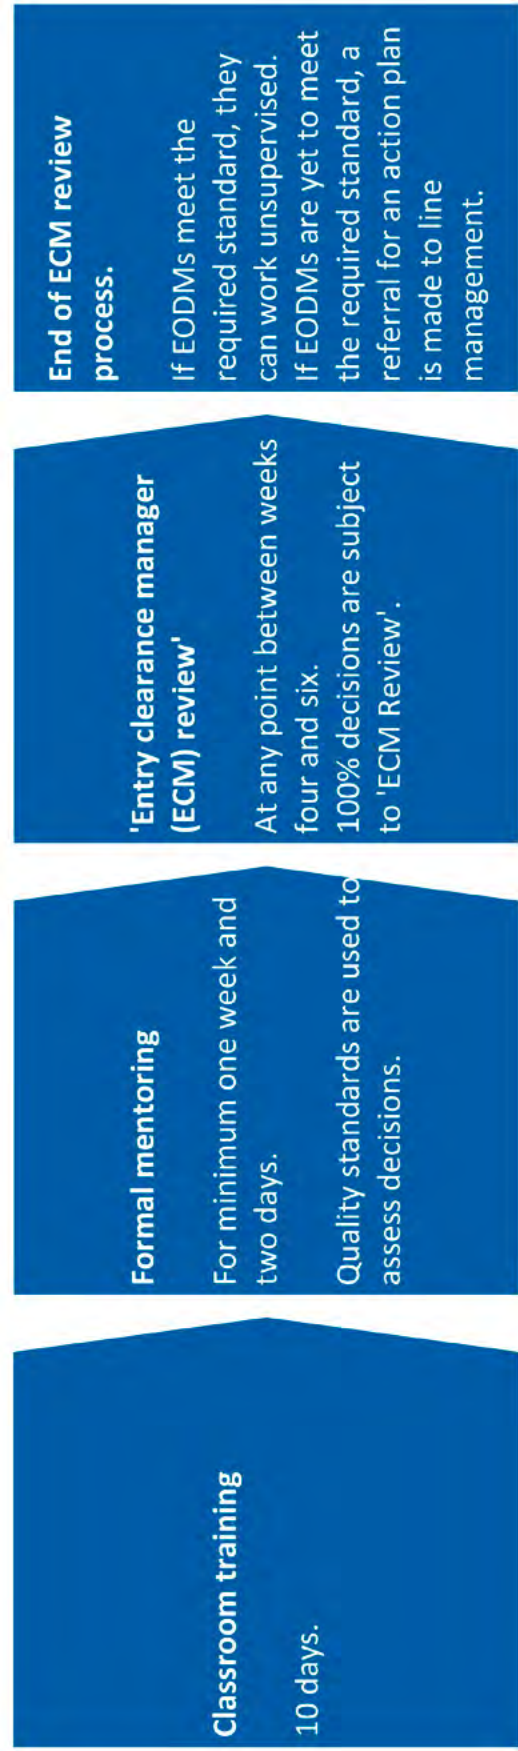 Classroom training
10 days.
Formal mentoring
For minimum one week and
two days.
Quality standards are used to
assess decisions.
'Entry clearance manager
(ECM) review'
At any point between weeks
four and six.
100% decisions are subject
to 'ECM Review'.
End of ECM review
process.
If EODMs meet the
required standard, they
can work unsupervised.
If EODMs are yet to meet
the required standard, a
referral for an action plan
is made to line
management.